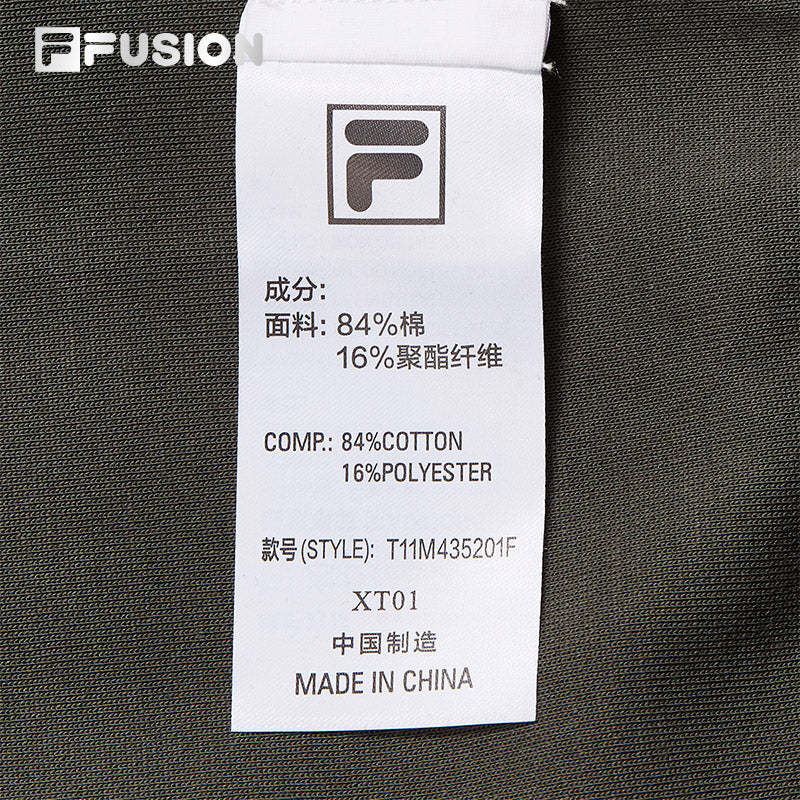 FUSION
成分:
面料: 84%棉
16%聚酯纤维
COMP.: 84%COTTON
16%POLYESTER
款号(STYLE): T11M435201F
XT01
中国制造
MADE IN CHINA